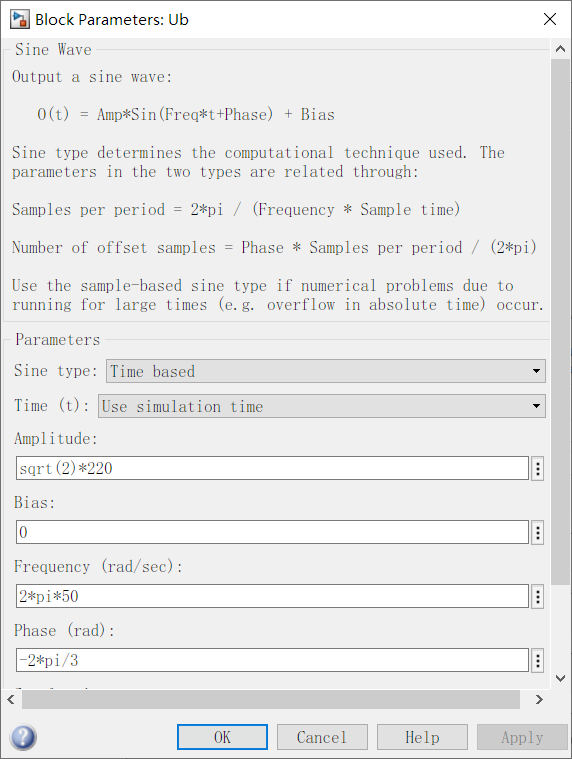 Block Parameters: Ub
Sine Wave
Output a sine wave:
O(t) = Amp*Sin(Freq*t+Phase) + Bias
Sine type determines the computational technique used. The
parameters in the two types are related through:
Samples per period = 2*pi / (Frequency * Sample time)
Number of offset samples = Phase * Samples per period / (2*pi)
Use the sample-based sine type if numerical problems due to
running for large times (e.g. overflow in absolute time) occur.
Parameters
Sine type: Time based
Time (t): Use simulation time
Amplitude:
sqrt(2)*220
Bias:
0
Frequency (rad/sec):
2*pi*50
Phase (rad):
-2*pi/3
OK Cancel Help Apply